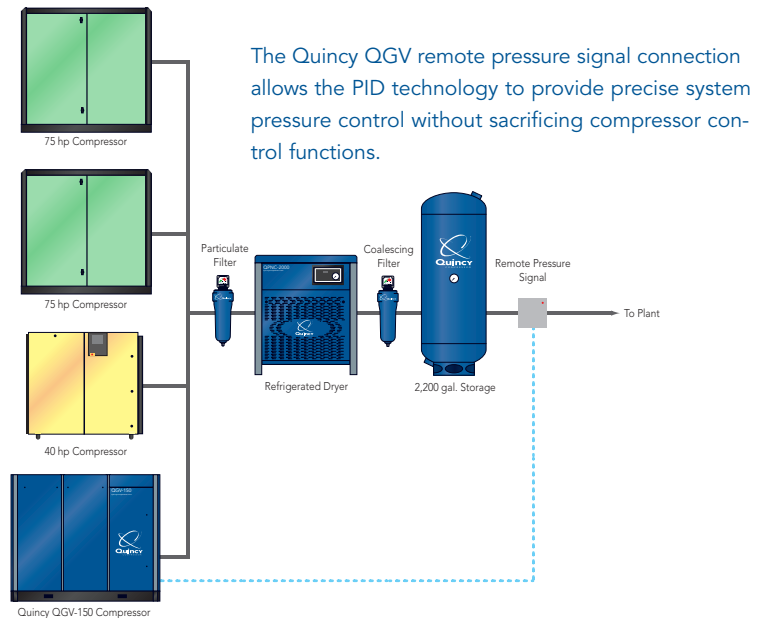 The Quincy QGV remote pressure signal connection
allows the PID technology to provide precise system
pressure control without sacrificing compressor con-
trol functions.
75 hp Compressor
75 hp Compressor
40 hp Compressor
QGV-150
Quincy
Quincy QGV-150 Compressor
Particulate
Filter
QPNC-2000
Quincy
Refrigerated Dryer
Coalescing
Filter
Quincy
2,200 gal. Storage
Remote Pressure
Signal
To Plant